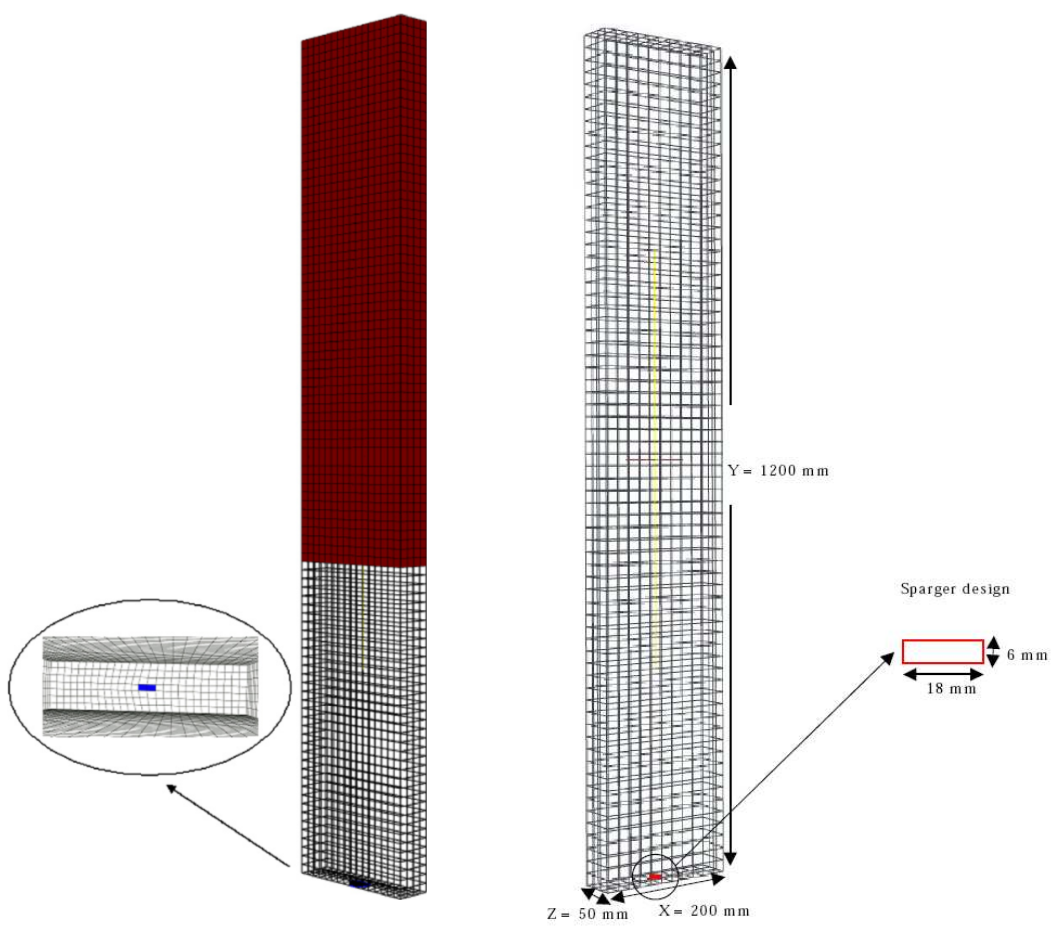 Y = 1200 mm
Sparger design
6 mm
18 mm
Z = 50 mm
X = 200 mm